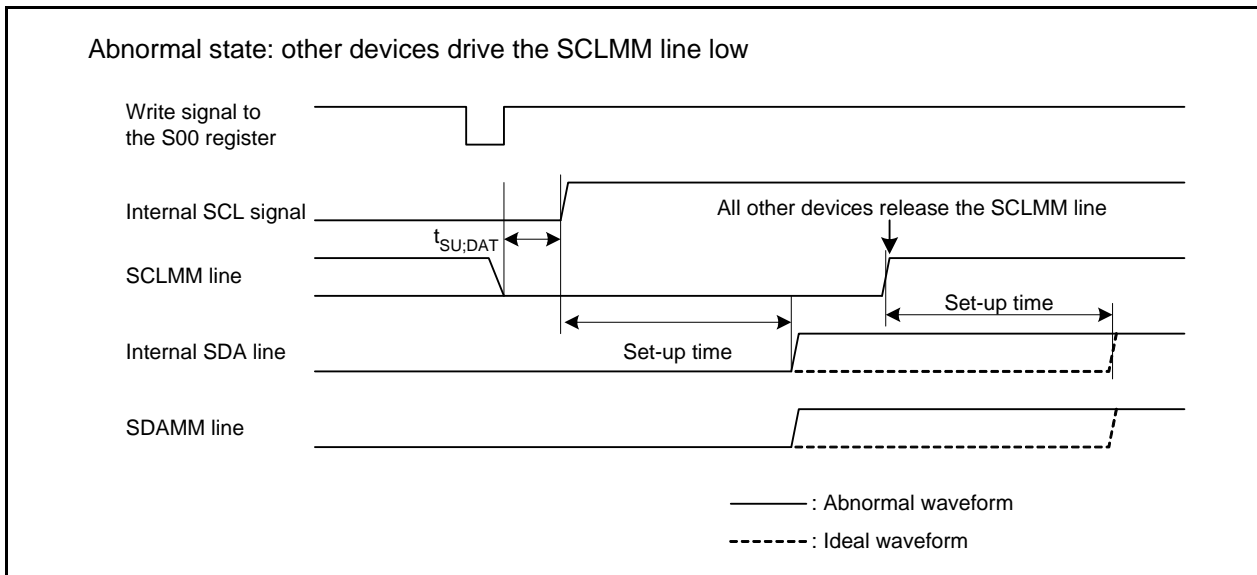 Abnormal state: other devices drive the SCLMM line low
Write signal to
the S00 register
Internal SCL signal
All other devices release the SCLMM line
tSU;DAT
SCLMM line
Set-up time
Internal SDA line
Set-up time
SDAMM line
: Abnormal waveform
: Ideal waveform